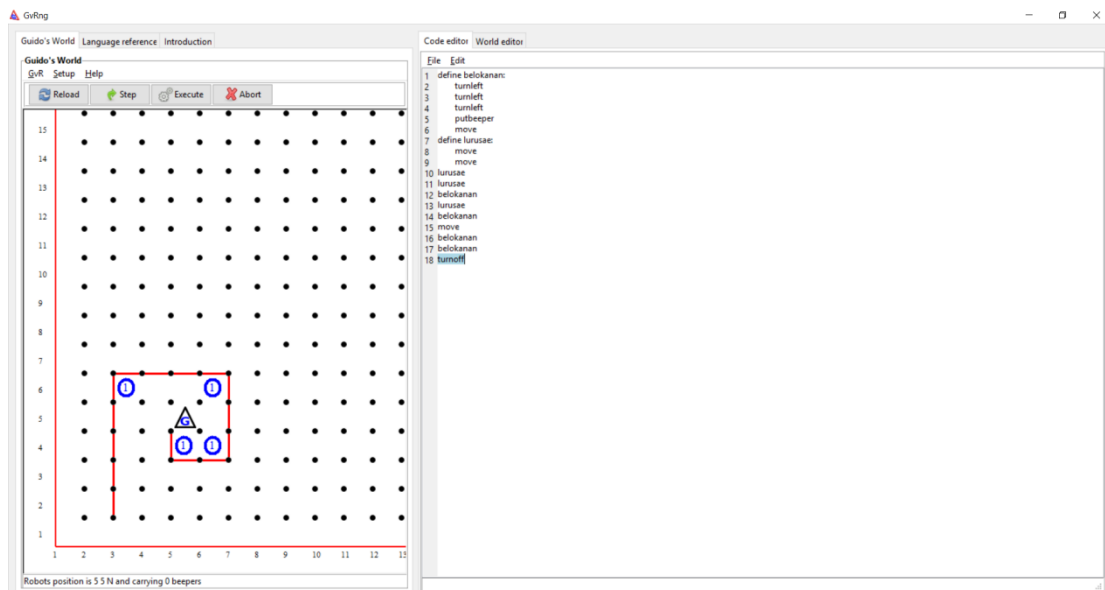 GvRng
Guido's World Language reference Introduction
Guido's World
GvR Setup Help
Reload Step Execute Abort
15
14
13
12
11
10
9
8
7
6 1 1
5 G
4 1 1
3
2
1
1 2 3 4 5 6 7 8 9 10 11 12 13
Robots position is 5 5 N and carrying 0 beepers
Code editor World editor
File Edit
1 define belokanan:
2 turnleft
3 turnleft
4 turnleft
5 putbeeper
6 move
7 define lurusae:
8 move
9 move
10 lurusae
11 lurusae
12 belokanan
13 lurusae
14 belokanan
15 move
16 belokanan
17 belokanan
18 turnoff